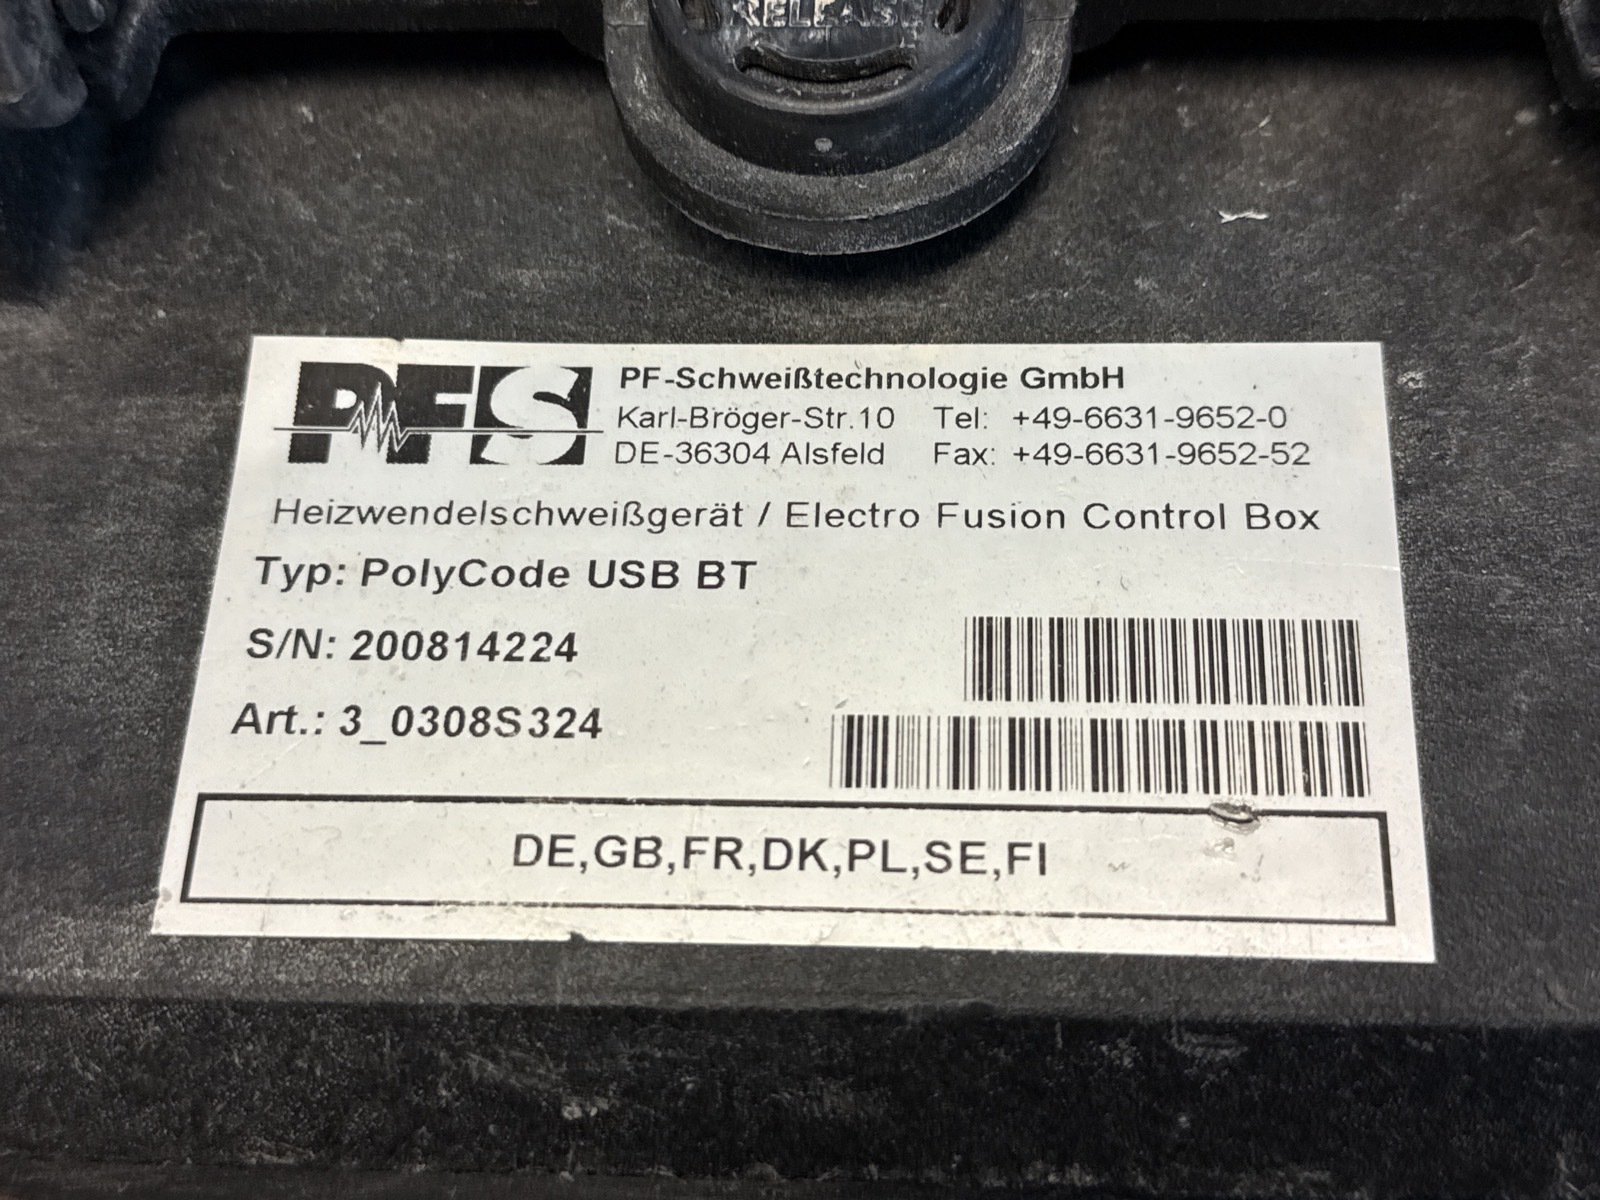 RELEASE
PFS
PF-Schweißtechnologie GmbH
Karl-Bröger-Str.10 Tel: +49-6631-9652-0
DE-36304 Alsfeld Fax: +49-6631-9652-52
Heizwendelschweißgerät / Electro Fusion Control Box
Typ: PolyCode USB BT
S/N: 200814224
Art.: 3_0308S324
DE,GB,FR,DK,PL,SE,FI